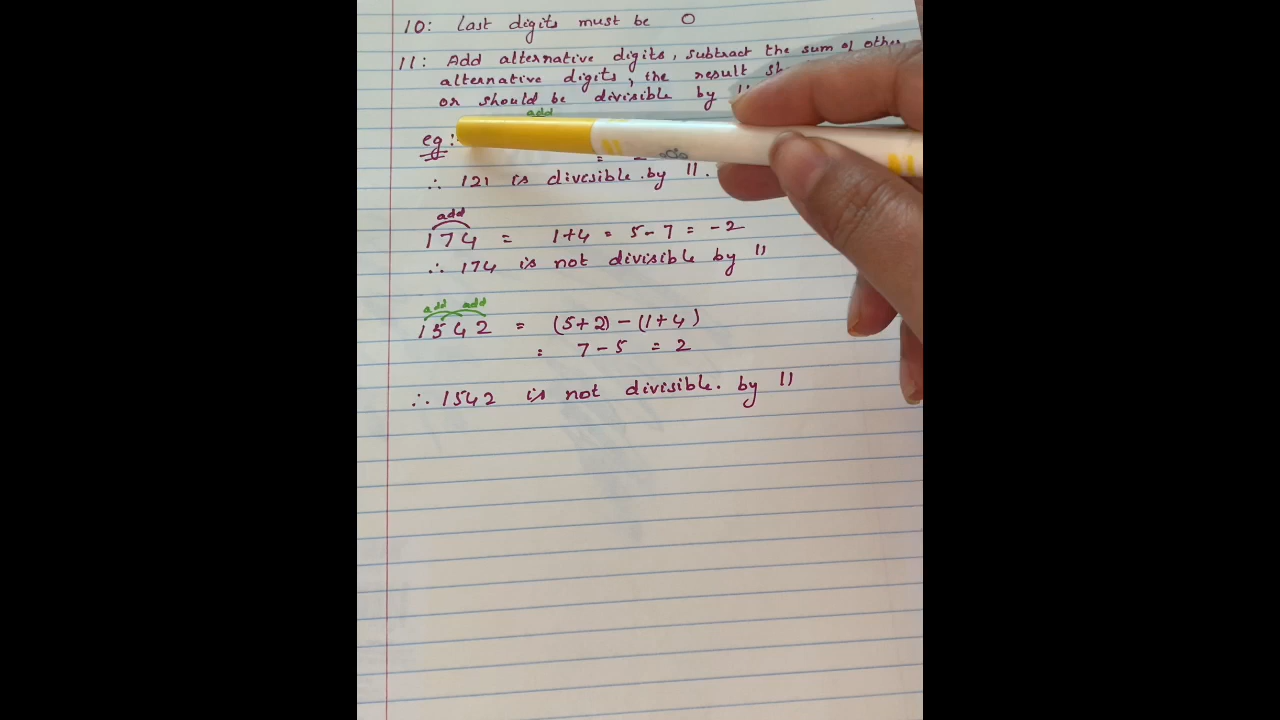 10: Last digits must be 0
11: Add alternative digits, subtract the sum of other
alternative digits, the result
or should be divisible by 11
add
eg:
∴ 121 is divisible by 11.
add
174 = 1+4 = 5-7 = -2
∴ 174 is not divisible by 11
add add
1542 = (5+2)-(1+4)
= 7-5 = 2
∴ 1542 is not divisible. by 11